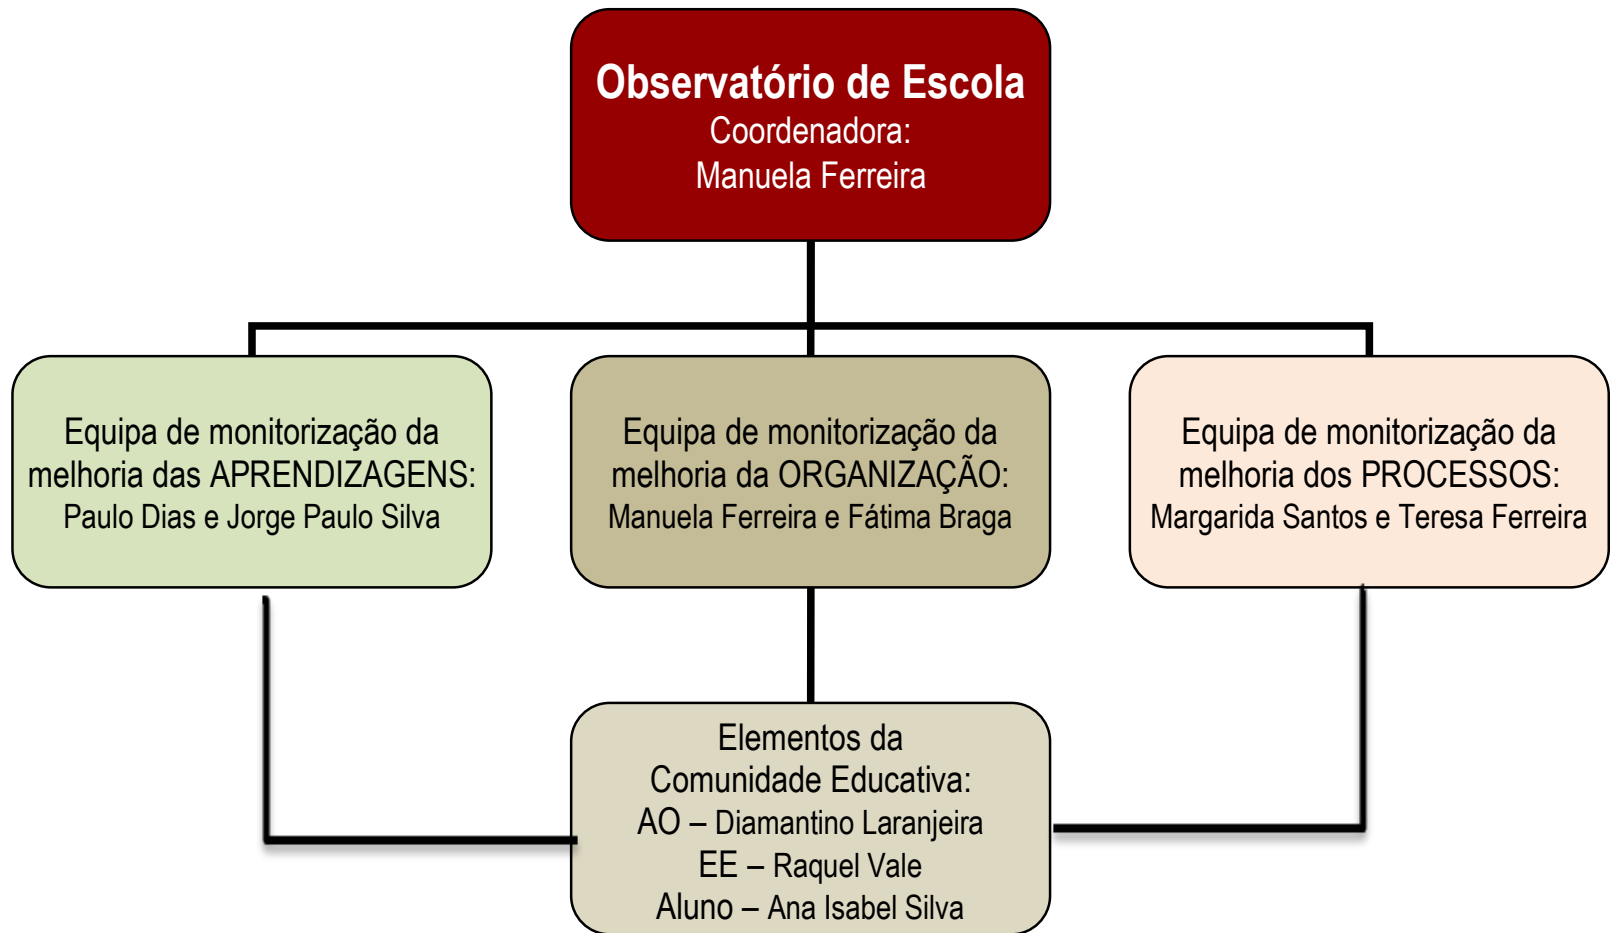 Observatório de Escola
Coordenadora:
Manuela Ferreira
Equipa de monitorização da
melhoria das APRENDIZAGENS:
Paulo Dias e Jorge Paulo Silva
Equipa de monitorização da
melhoria da ORGANIZAÇÃO:
Manuela Ferreira e Fátima Braga
Equipa de monitorização da
melhoria dos PROCESSOS:
Margarida Santos e Teresa Ferreira
Elementos da
Comunidade Educativa:
AO – Diamantino Laranjeira
EE – Raquel Vale
Aluno – Ana Isabel Silva